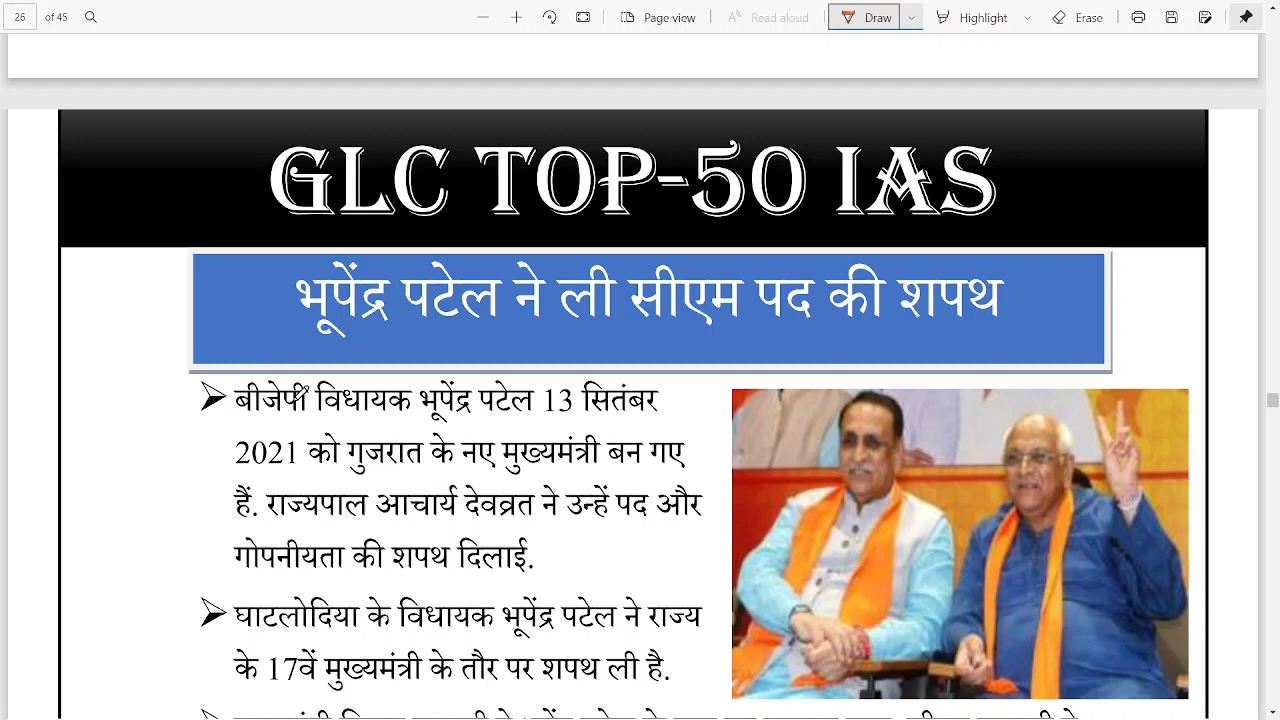 26 of 45 Page view Read aloud Draw Highlight Erase
GLC TOP-50 IAS
भूपेंद्र पटेल ने ली सीएम पद की शपथ
बीजेपी विधायक भूपेंद्र पटेल 13 सितंबर
2021 को गुजरात के नए मुख्यमंत्री बन गए
हैं. राज्यपाल आचार्य देवव्रत ने उन्हें पद और
गोपनीयता की शपथ दिलाई.
घाटलोदिया के विधायक भूपेंद्र पटेल ने राज्य
के 17वें मुख्यमंत्री के तौर पर शपथ ली है.